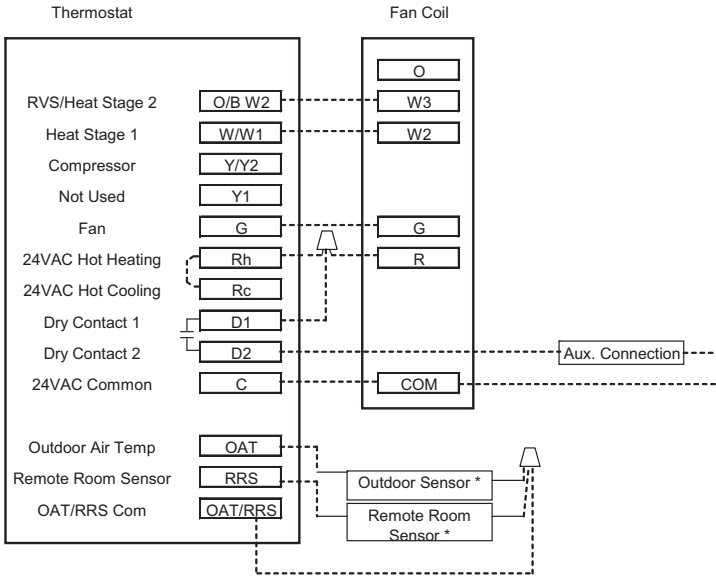 Thermostat Fan Coil
O
RVS/Heat Stage 2 O/B W2 W3
Heat Stage 1 W/W1 W2
Compressor Y/Y2
Not Used Y1
Fan G G
24VAC Hot Heating Rh R
24VAC Hot Cooling Rc
Dry Contact 1 D1
Dry Contact 2 D2 Aux. Connection
24VAC Common C COM
Outdoor Air Temp OAT
Remote Room Sensor RRS Outdoor Sensor *
OAT/RRS Com OAT/RRS Remote Room
Sensor *